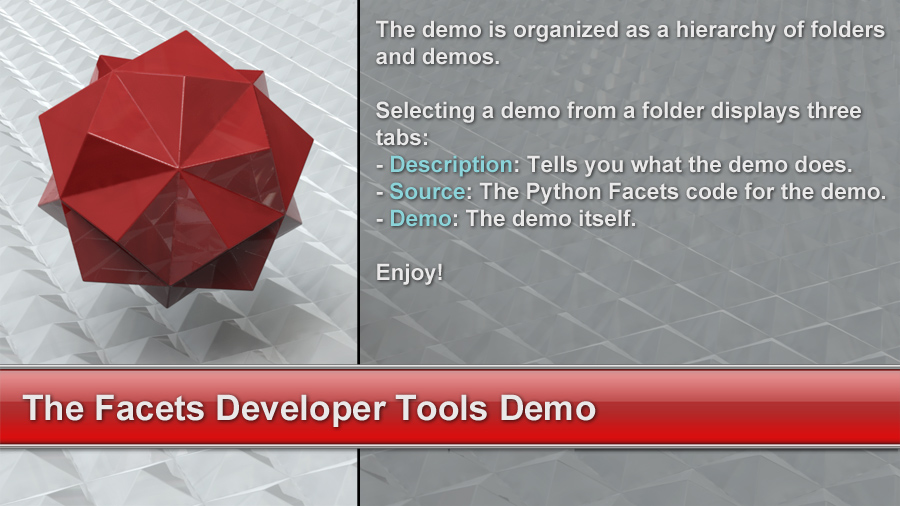 The demo is organized as a hierarchy of folders
and demos.
Selecting a demo from a folder displays three
tabs:
- Description: Tells you what the demo does.
- Source: The Python Facets code for the demo.
- Demo: The demo itself.
Enjoy!
The Facets Developer Tools Demo